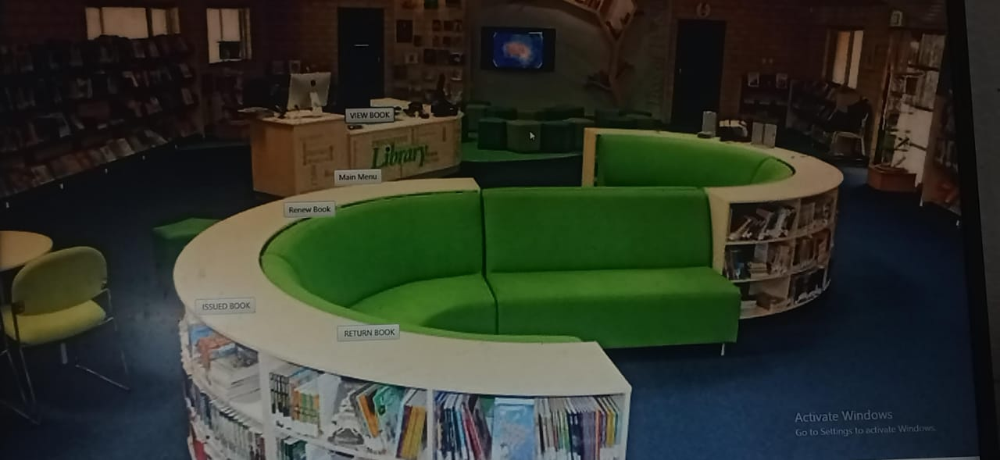 VIEW BOOK
Library
Main Menu
Renew Book
ISSUED BOOK
RETURN BOOK
Activate Windows
Go to Settings to activate Windows.